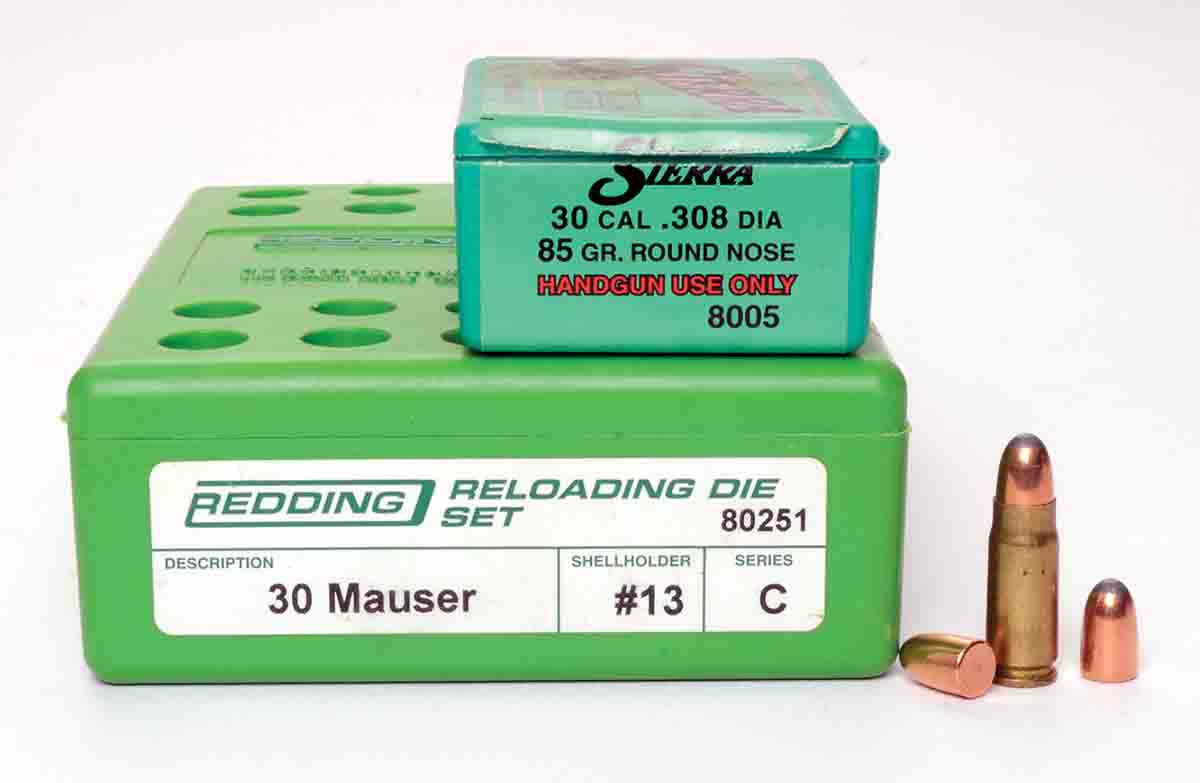 SIERRA
30 CAL .308 DIA
85 GR. ROUND NOSE
HANDGUN USE ONLY
8005
REDDING RELOADING DIE
SET 80251
DESCRIPTION SHELLHOLDER SERIES
30 Mauser #13 C